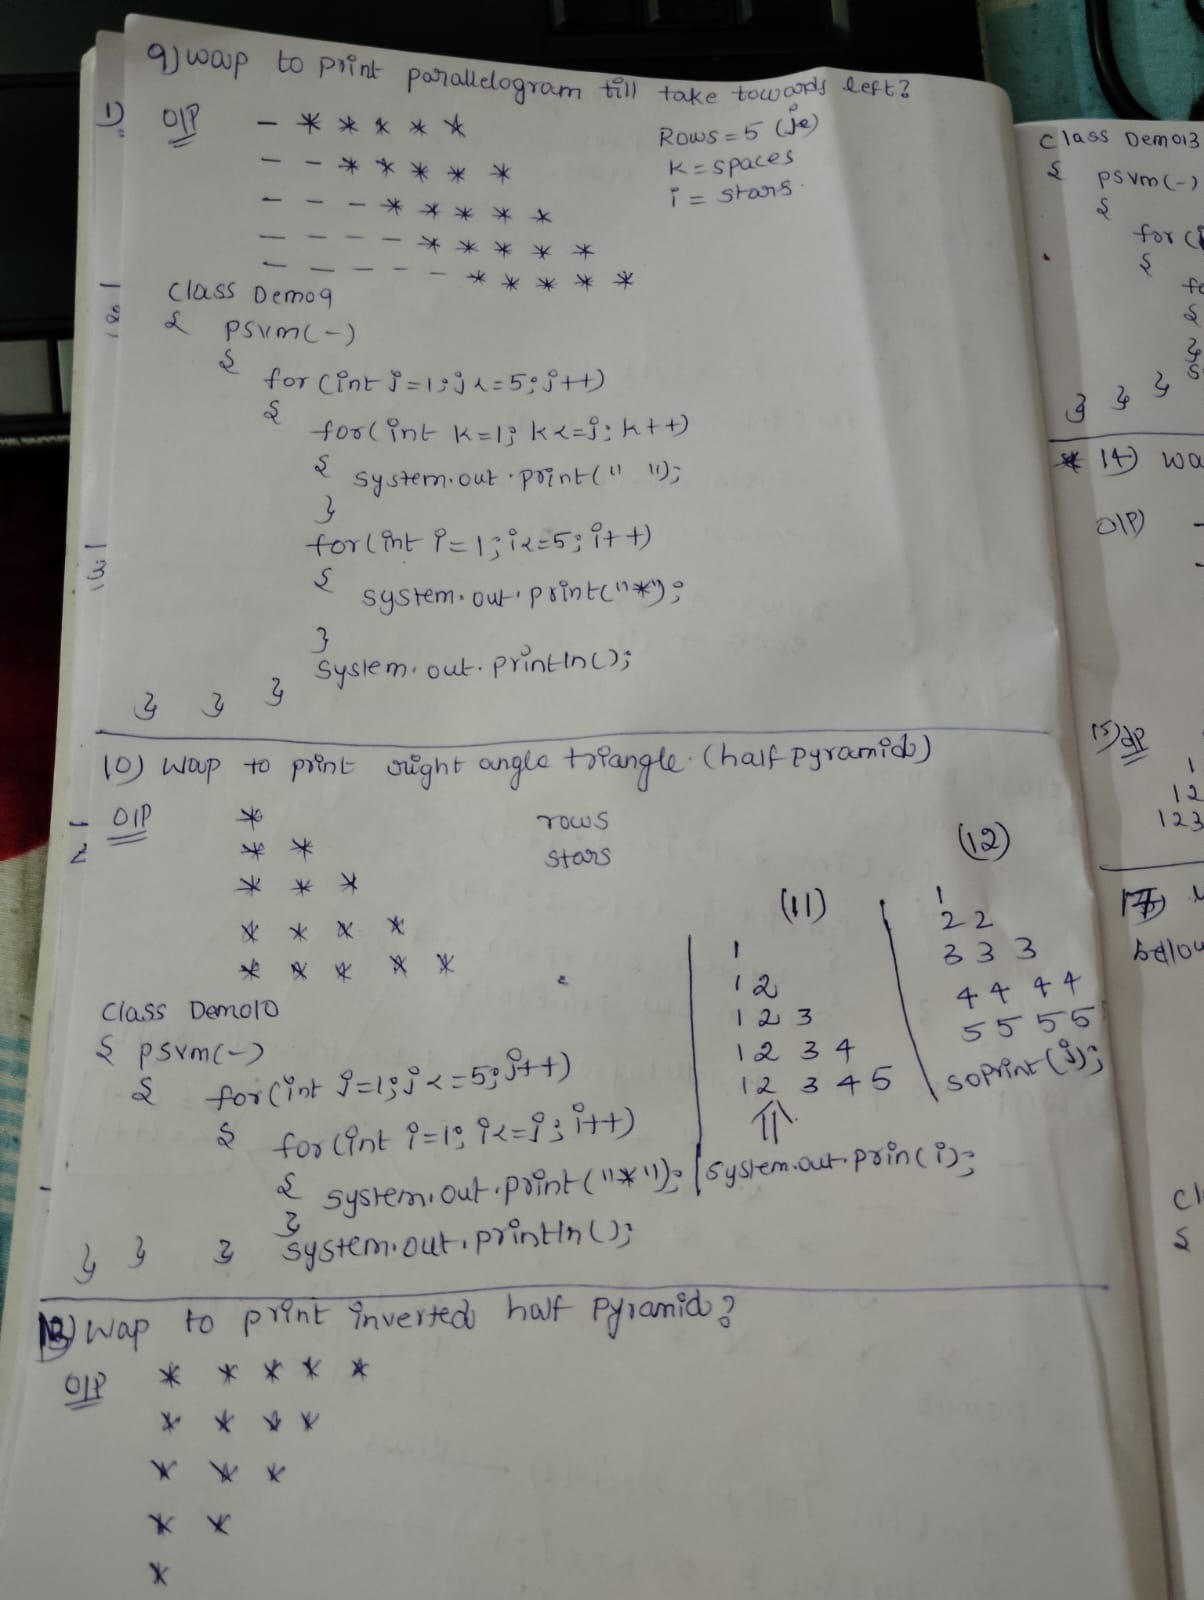 9) wap to print parallelogram till take towards left?
1) O|P - * * * * *
Rows = 5 (je)
- - * * * * *
k = spaces
- - - * * * * *
i = stars.
- - - - * * * * *
- - - - - * * * * *
class Demo9
{ psvm(-)
{
for (int j=1; j<=5; j++)
{
for( int k=1; k<=j; k++)
{ system.out.print(" ");
}
for(int i=1; i<=5; i++)
{
system.out.print("*");
}
system.out.println();
} } }
10) wap to print right angle triangle. (half pyramid)
O|P *
* *
* * *
* * * *
* * * * *
rows
stars
class Demo10
{ psvm(-)
{ for(int j=1; j<=5; j++)
{ for(int i=1; i<=j; i++)
{ system.out.print("*"); | system.out.prin(i);
}
} } } system.out.println();
(11)
1
1 2
1 2 3
1 2 3 4
1 2 3 4 5
(12)
1
2 2
3 3 3
4 4 4 4
5 5 5 5
soprint(j);
13) wap to print inverted half pyramid?
O|P * * * * *
* * * *
* * *
* *
*
class Demo13
{ psvm(-)
{
for (
{
{
}
} } }
* 14) wa
O|P) -
-
15) O|P
1
12
123
17)
cl
{